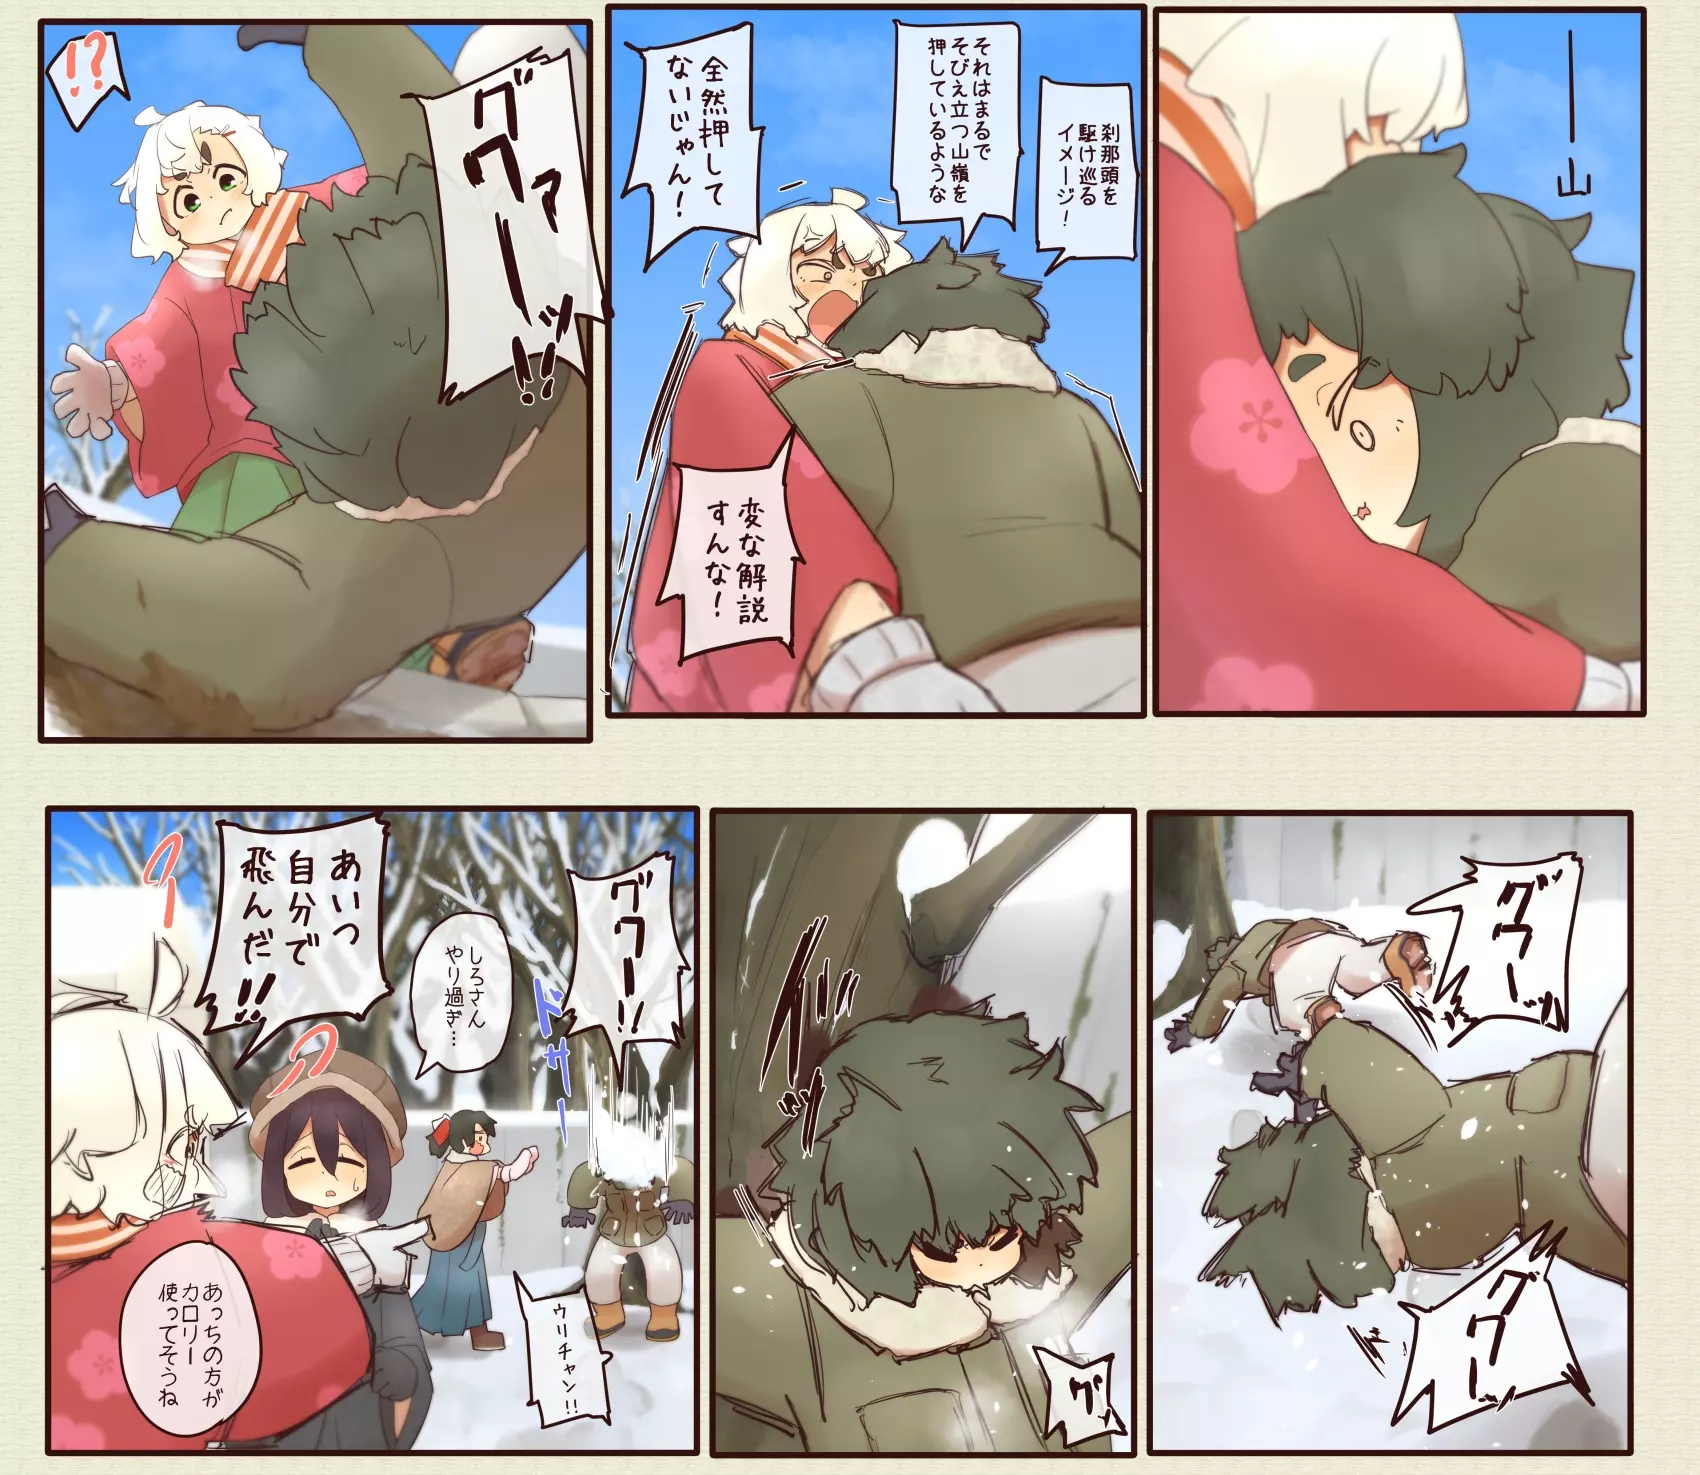 山
刹那頭を
駆け巡る
イメージ！
それはまるで
そびえ立つ山嶺を
押しているような
全然押して
ないじゃん！
変な解説
すんな！
グワァーーッ!!
!?
グワーッ
グワーッ
グッ
グワー!!
ドサー
ウリチャン!!
しろさん
やり過ぎ…
あいつ
自分で
飛んだ!!
あっちの方が
カロリー
使ってそうね